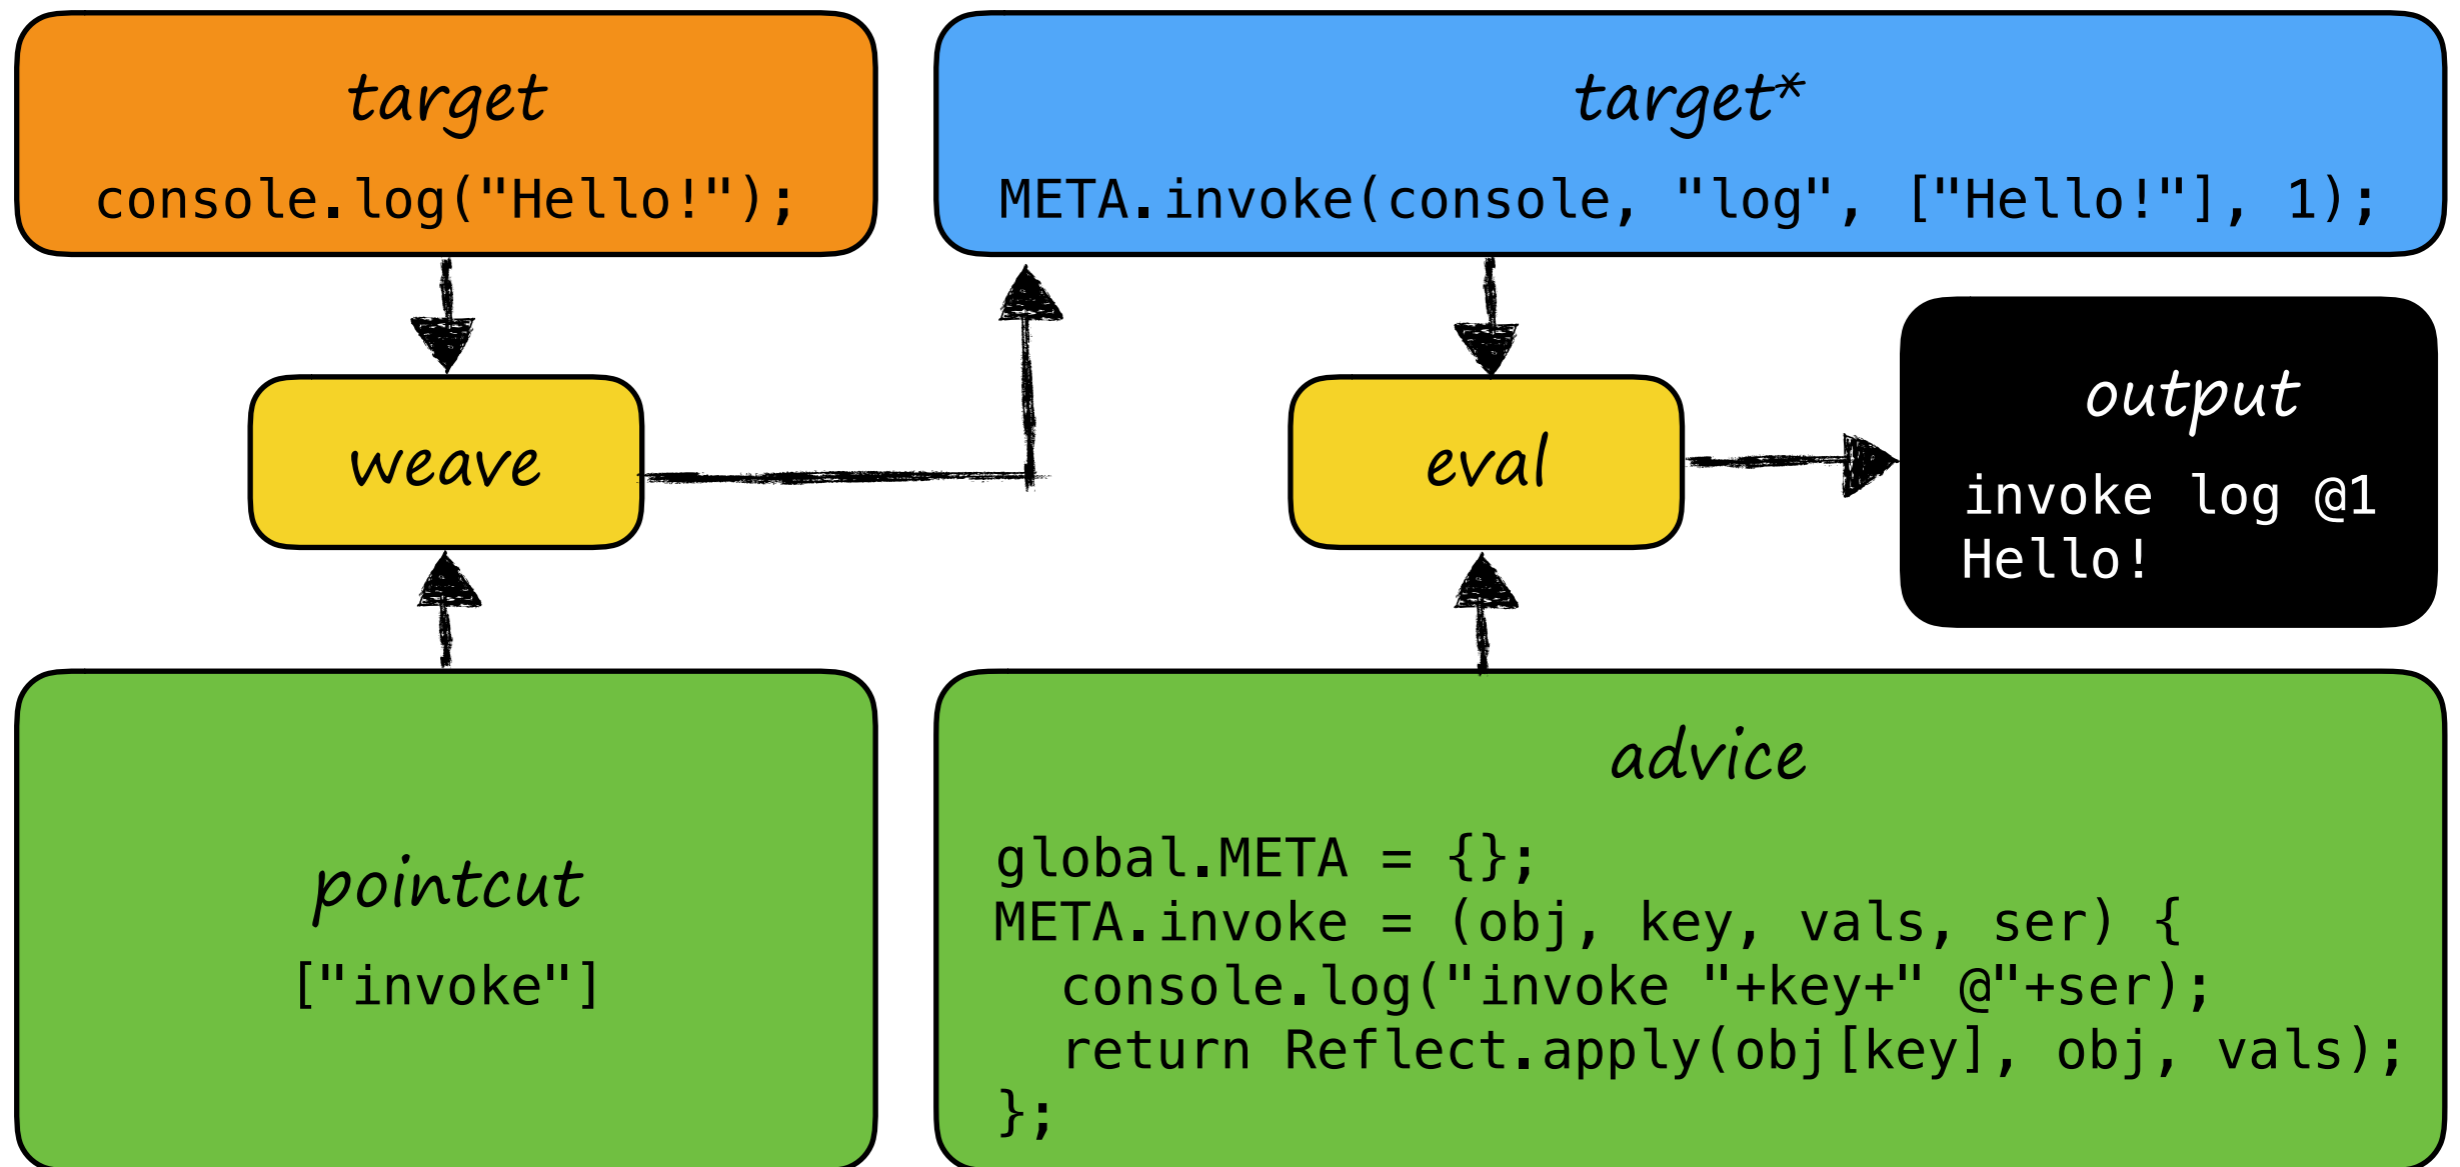 target
console.log("Hello!");
target*
META.invoke(console, "log", ["Hello!"], 1);
weave
eval
output
invoke log @1
Hello!
pointcut
["invoke"]
advice
global.META = {};
META.invoke = (obj, key, vals, ser) {
  console.log("invoke "+key+" @"+ser);
  return Reflect.apply(obj[key], obj, vals);
};